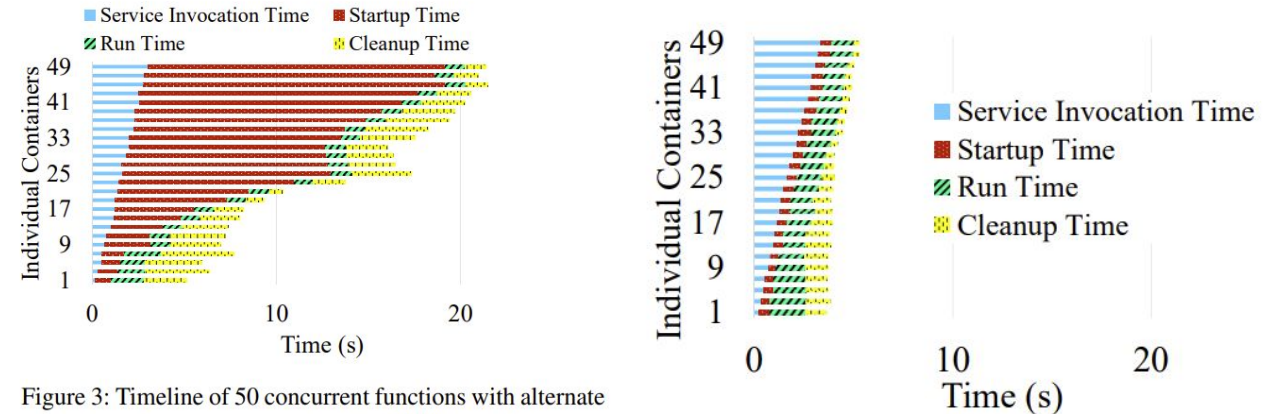 Service Invocation Time
Startup Time
Run Time
Cleanup Time
Individual Containers
49
41
33
25
17
9
1
0
10
20
Time (s)
Figure 3: Timeline of 50 concurrent functions with alternate
Individual Containers
49
41
33
25
17
9
1
0
10
20
Time (s)
Service Invocation Time
Startup Time
Run Time
Cleanup Time